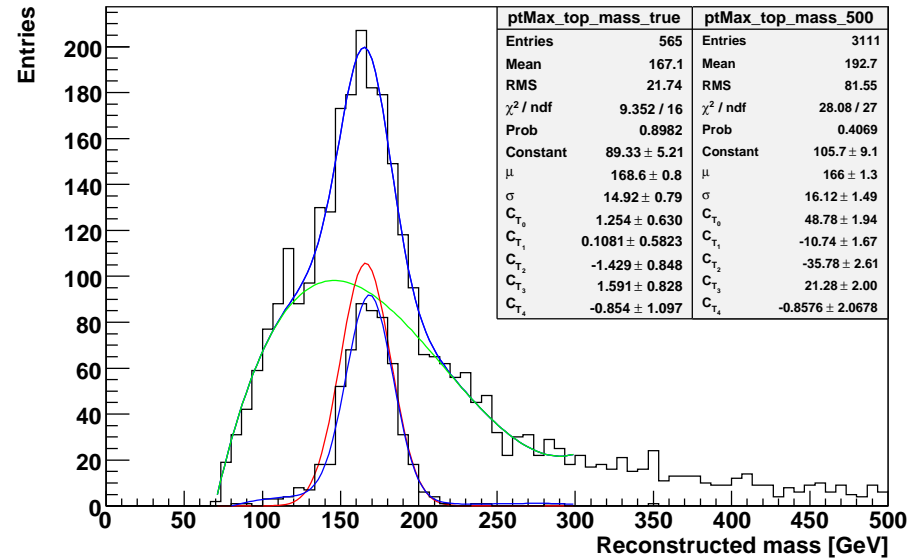 ptMax_top_mass_true ptMax_top_mass_500
Entries 565 Entries 3111
Mean 167.1 Mean 192.7
RMS 21.74 RMS 81.55
χ² / ndf 9.352 / 16 χ² / ndf 28.08 / 27
Prob 0.8982 Prob 0.4069
Constant 89.33 ± 5.21 Constant 105.7 ± 9.1
μ 168.6 ± 0.8 μ 166 ± 1.3
σ 14.92 ± 0.79 σ 16.12 ± 1.49
C_T₀ 1.254 ± 0.630 C_T₀ 48.78 ± 1.94
C_T₁ 0.1081 ± 0.5823 C_T₁ -10.74 ± 1.67
C_T₂ -1.429 ± 0.848 C_T₂ -35.78 ± 2.61
C_T₃ 1.591 ± 0.828 C_T₃ 21.28 ± 2.00
C_T₄ -0.854 ± 1.097 C_T₄ -0.8576 ± 2.0678
Entries
200
180
160
140
120
100
80
60
40
20
0
0 50 100 150 200 250 300 350 400 450 500
Reconstructed mass [GeV]